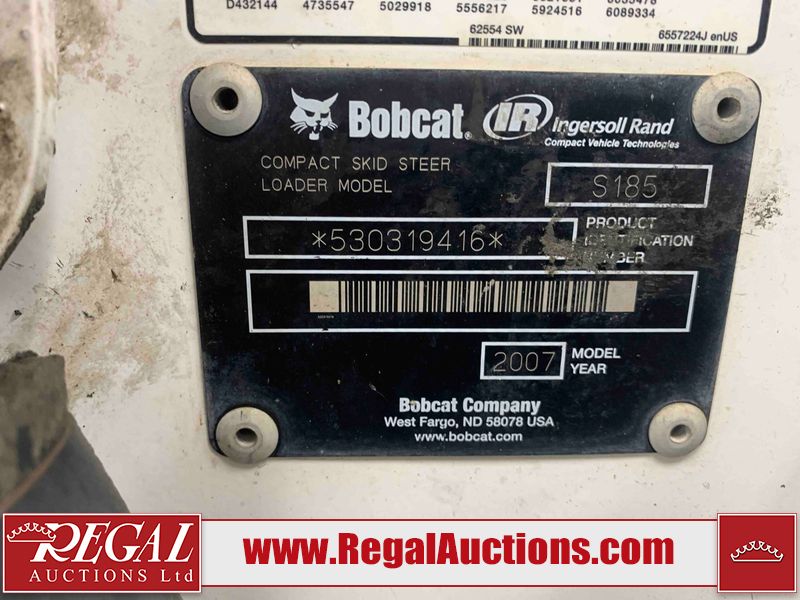 D432144 4735547 5029918 5556217 5924516 6089334
62554 SW 6557224J enUS
Bobcat. IR Ingersoll Rand
Compact Vehicle Technologies
COMPACT SKID STEER
LOADER MODEL S185
*530319416* PRODUCT
IDENTIFICATION
NUMBER
2007 MODEL
YEAR
Bobcat Company
West Fargo, ND 58078 USA
www.bobcat.com
REGAL
AUCTIONS Ltd
www.RegalAuctions.com